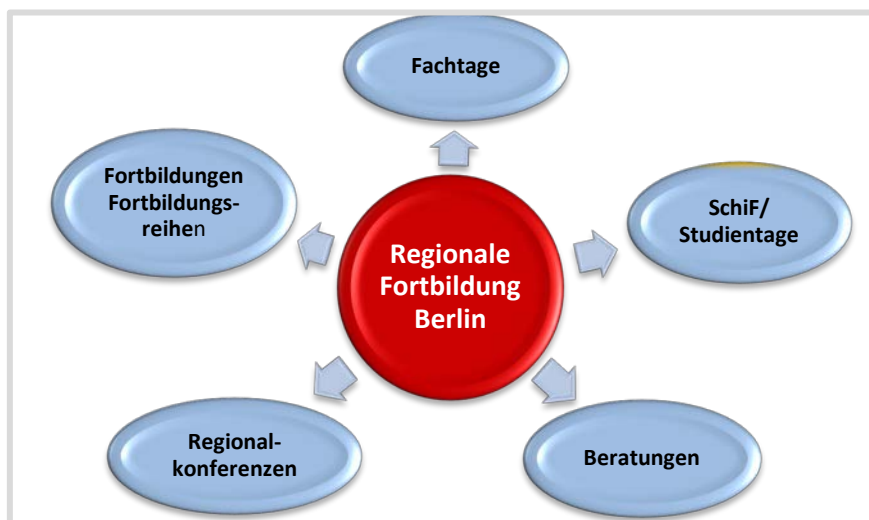 Fachtage
Fortbildungen
Fortbildungs-
reihen
SchiF/
Studientage
Regionale
Fortbildung
Berlin
Regional-
konferenzen
Beratungen